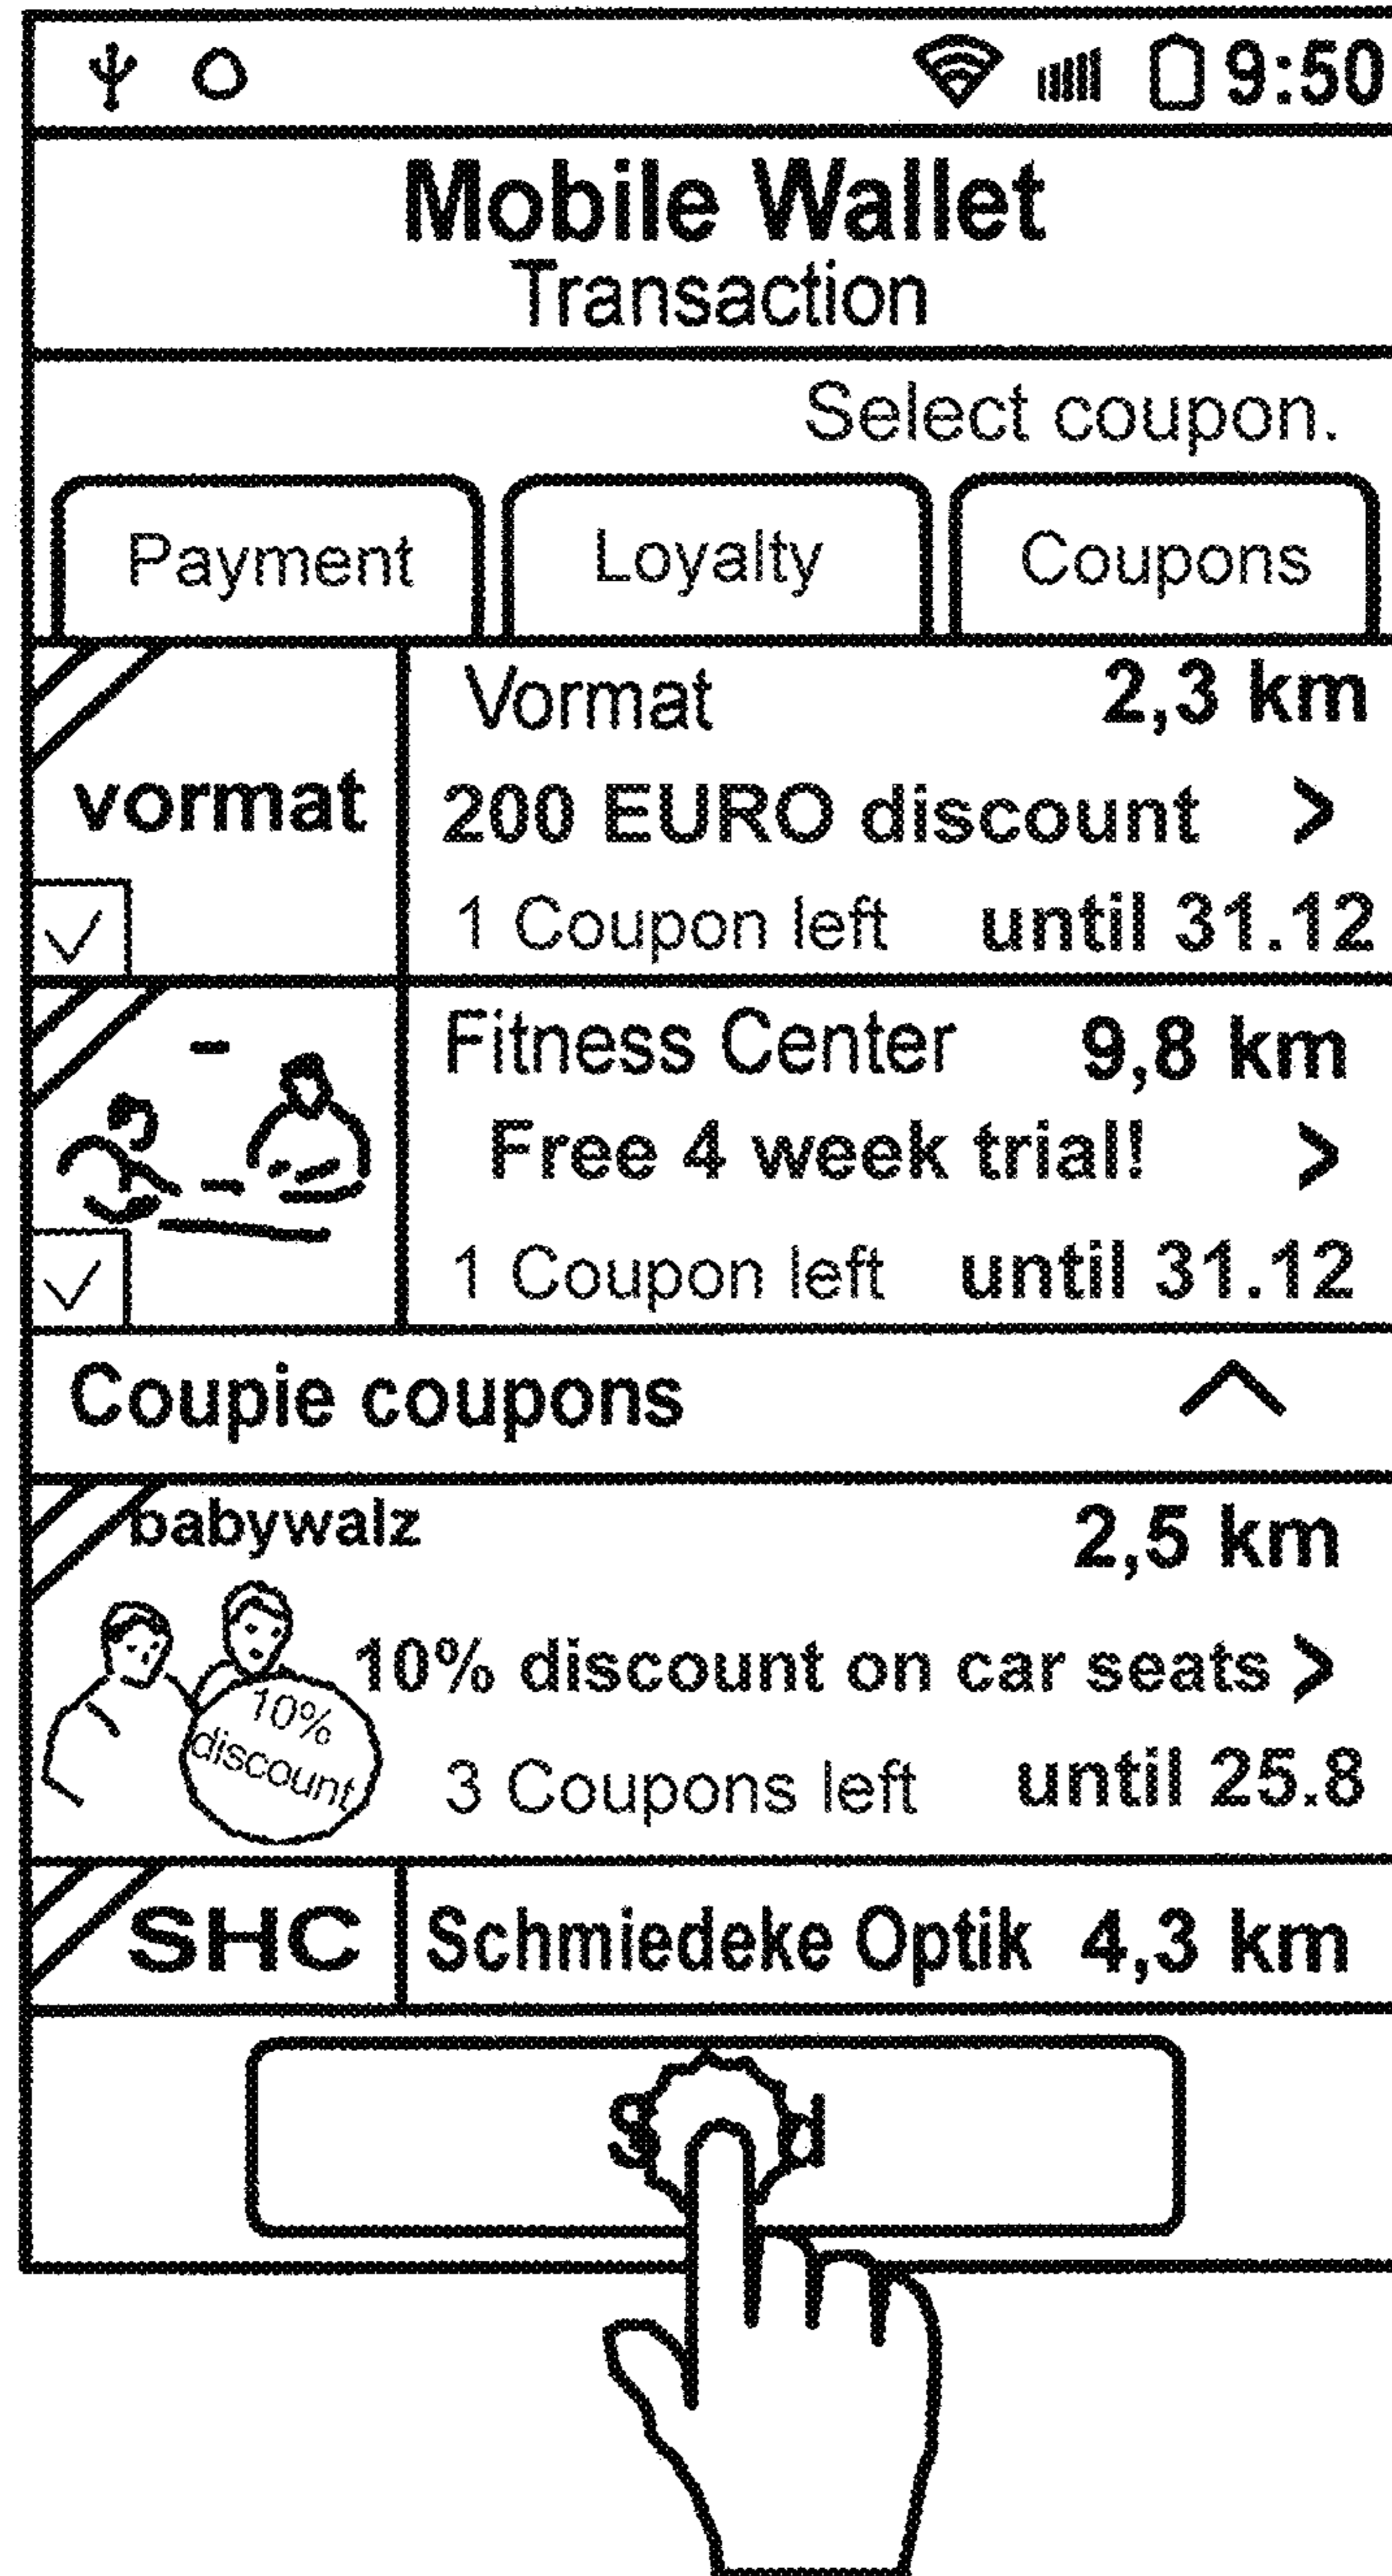 9:50
Mobile Wallet
Transaction
Select coupon.
Payment Loyalty Coupons
Vormat 2,3 km
vormat 200 EURO discount >
1 Coupon left until 31.12
Fitness Center 9,8 km
Free 4 week trial! >
1 Coupon left until 31.12
Coupie coupons
babywalz 2,5 km
10% discount on car seats >
10%
discount
3 Coupons left until 25.8
SHC Schmiedeke Optik 4,3 km